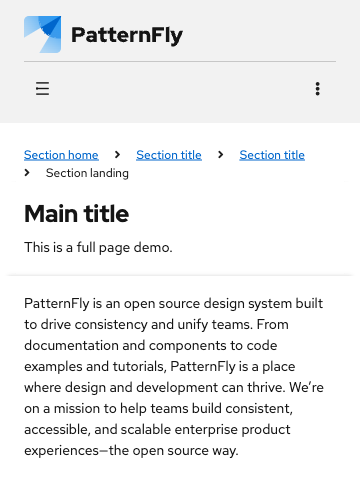 PatternFly
Section home
Section title
Section title
Section landing
Main title
This is a full page demo.
PatternFly is an open source design system built
to drive consistency and unify teams. From
documentation and components to code
examples and tutorials, PatternFly is a place
where design and development can thrive. We’re
on a mission to help teams build consistent,
accessible, and scalable enterprise product
experiences—the open source way.